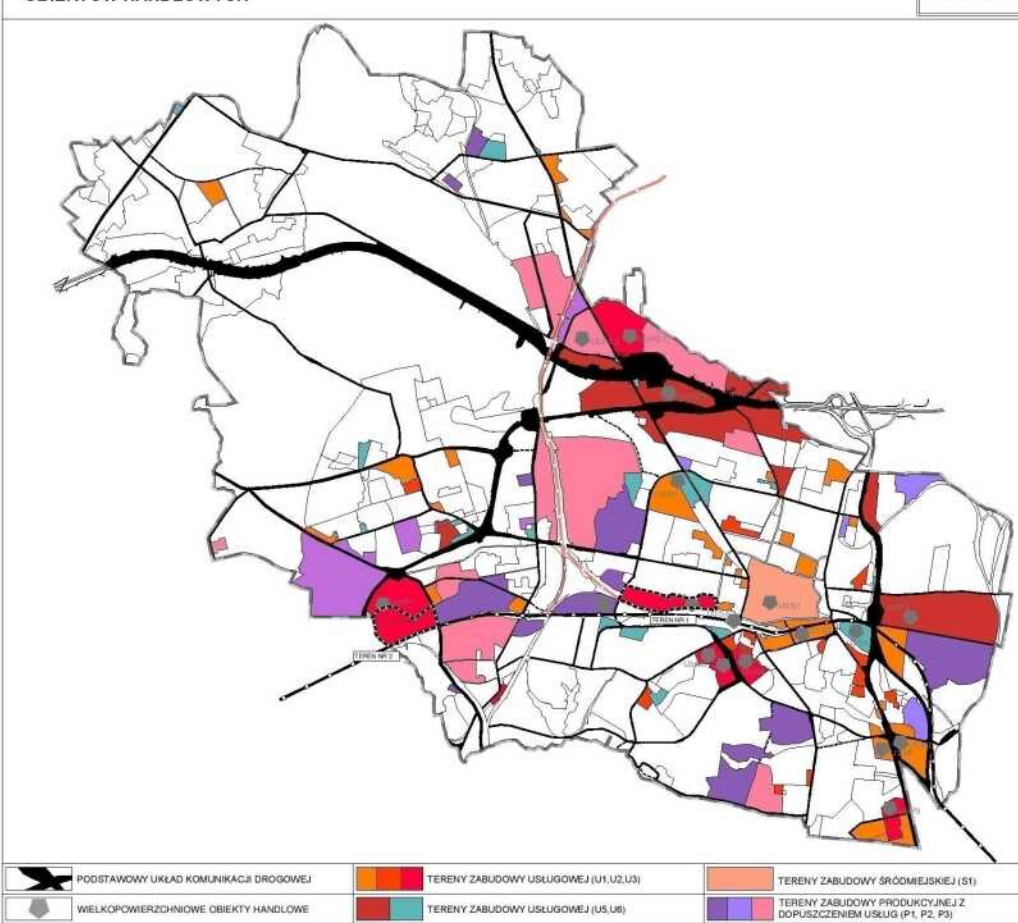 TEREN NR 1
TEREN NR 2
PODSTAWOWY UKŁAD KOMUNIKACJI DROGOWEJ
TERENY ZABUDOWY USŁUGOWEJ (U1,U2,U3)
TERENY ZABUDOWY ŚRÓDMIEJSKIEJ (S1)
WIELKOPOWIERZCHNIOWE OBIEKTY HANDLOWE
TERENY ZABUDOWY USŁUGOWEJ (U5,U6)
TERENY ZABUDOWY PRODUKCYJNEJ Z
DOPUSZCZENIEM USŁUG (P1, P2, P3)